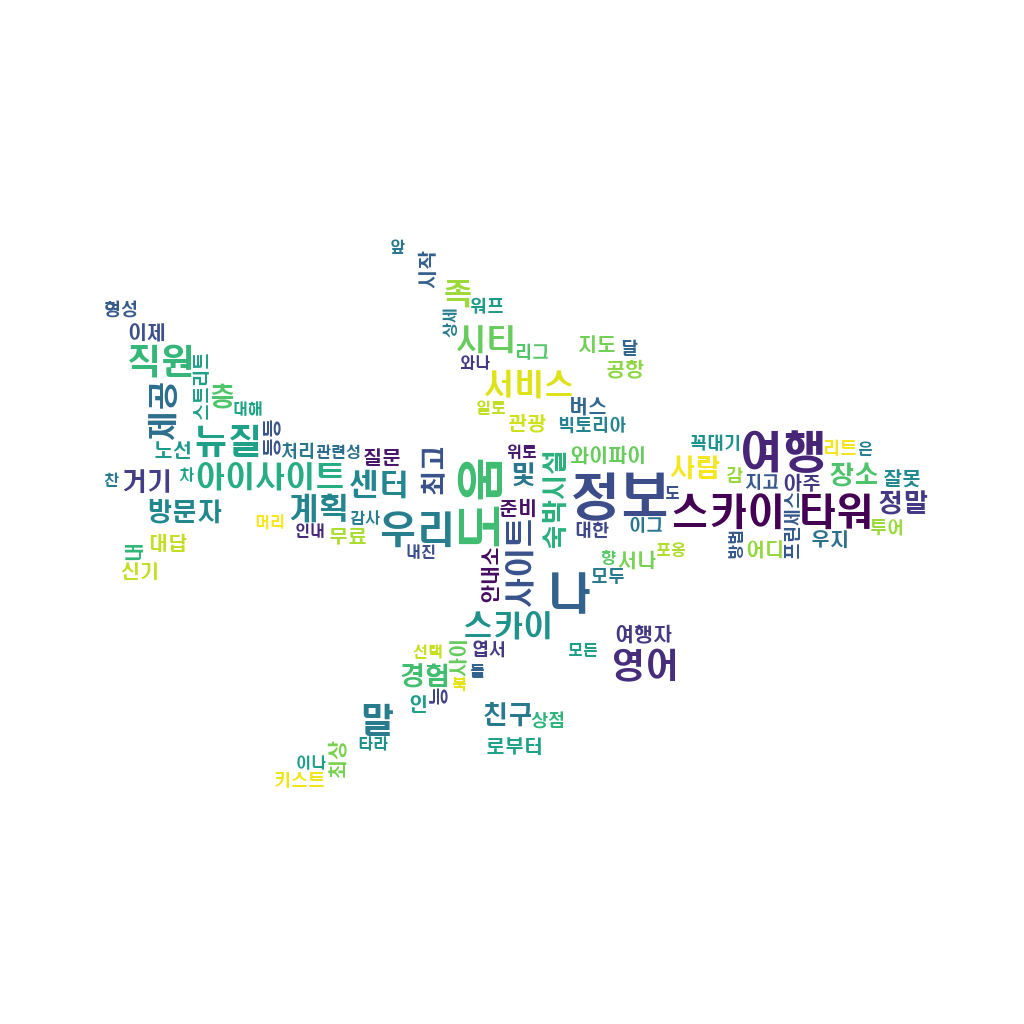 앞
시작
족
워프
형성
이제
상세
시티
리그
지도
달
직원
스트리트
와나
공항
서비스
제공
층
대해
일도
관광
버스
빅토리아
뉴질
등등
노선
처리
관련성
질문
최고
위로
와이파이
꼭대기
여행
리트
은
찬
거기
차
아이사이트
센터
도움
및
숙박시설
정보
도
사람
감
지고
아주
장소
잘못
방문자
계획
감사
우리
준비
대한
이그
스카이타워
정말
머리
인내
무료
내진
사이트
프린세스
방법
어디
우지
투어
내
대답
신기
안내소
나
향
서나
포옹
모두
스카이
여행자
영어
선택
사이
엽서
모든
경험
들
복
능
인
말
친구
상점
타라
로부터
이나
최상
키스트